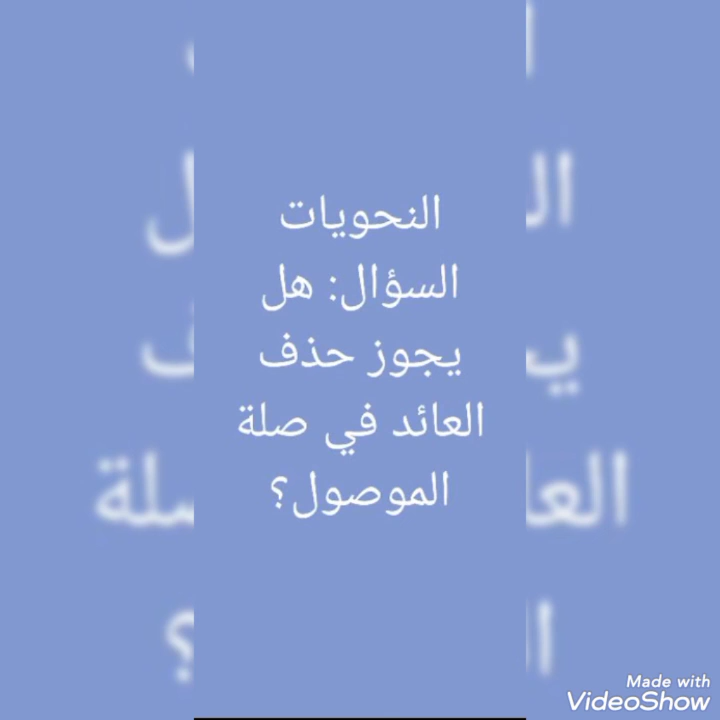 النحويات
السؤال: هل
يجوز حذف
العائد في صلة
الموصول؟
Made with
VideoShow